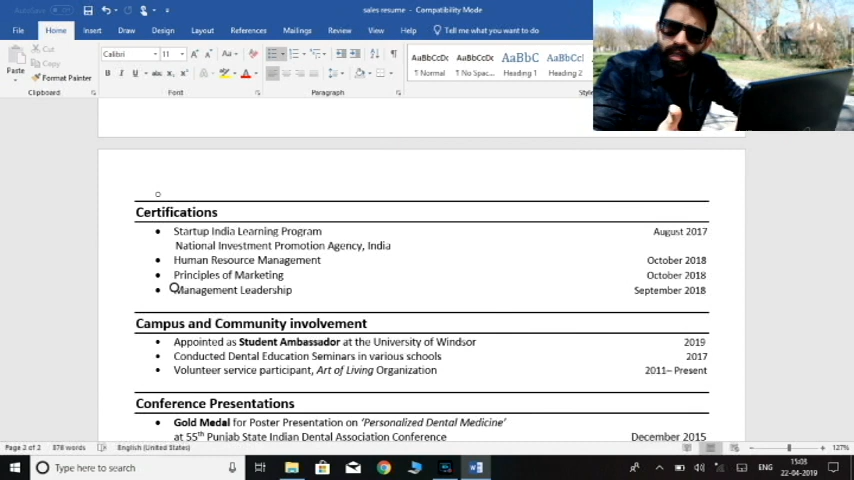 sales resume - Compatibility Mode
File Home Insert Draw Design Layout References Mailings Review View Tell me what you want to do
Cut
Copy
Paste
Format Painter
Calibri 11
AaBbCcDc AaBbCcDc AaBbC AaBbCcI
¶ Normal ¶ No Spac... Heading 1 Heading 2
Clipboard Font Paragraph Style
Certifications
Startup India Learning Program August 2017
National Investment Promotion Agency, India
Human Resource Management October 2018
Principles of Marketing October 2018
Management Leadership September 2018
Campus and Community involvement
Appointed as Student Ambassador at the University of Windsor 2019
Conducted Dental Education Seminars in various schools 2017
Volunteer service participant, Art of Living Organization 2011– Present
Conference Presentations
Gold Medal for Poster Presentation on ‘Personalized Dental Medicine’
at 55th Punjab State Indian Dental Association Conference December 2015
Page 2 of 2 876 words English (United States) 127%
Type here to search
ENG
15:03
22-04-2019